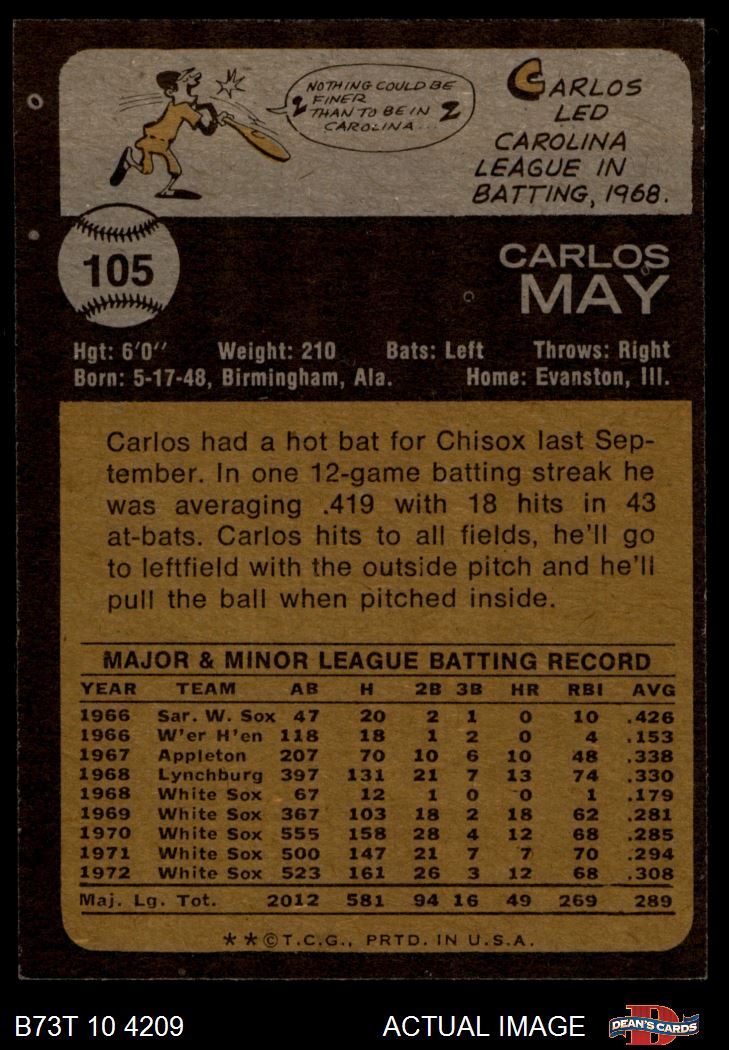 NOTHING COULD BE
FINER
THAN TO BE IN
CAROLINA...
CARLOS
LED
CAROLINA
LEAGUE IN
BATTING, 1968.
105
CARLOS
MAY
Hgt: 6'0" Weight: 210 Bats: Left Throws: Right
Born: 5-17-48, Birmingham, Ala. Home: Evanston, Ill.
Carlos had a hot bat for Chisox last Sep-
tember. In one 12-game batting streak he
was averaging .419 with 18 hits in 43
at-bats. Carlos hits to all fields, he'll go
to leftfield with the outside pitch and he'll
pull the ball when pitched inside.
MAJOR & MINOR LEAGUE BATTING RECORD
YEAR TEAM AB H 2B 3B HR RBI AVG
1966 Sar. W. Sox 47 20 2 1 0 10 .426
1966 W'er H'en 118 18 1 2 0 4 .153
1967 Appleton 207 70 10 6 10 48 .338
1968 Lynchburg 397 131 21 7 13 74 .330
1968 White Sox 67 12 1 0 0 1 .179
1969 White Sox 367 103 18 2 18 62 .281
1970 White Sox 555 158 28 4 12 68 .285
1971 White Sox 500 147 21 7 7 70 .294
1972 White Sox 523 161 26 3 12 68 .308
Maj. Lg. Tot. 2012 581 94 16 49 269 289
★★©T.C.G., PRTD. IN U.S.A.
B73T 10 4209 ACTUAL IMAGE DEAN'S CARDS